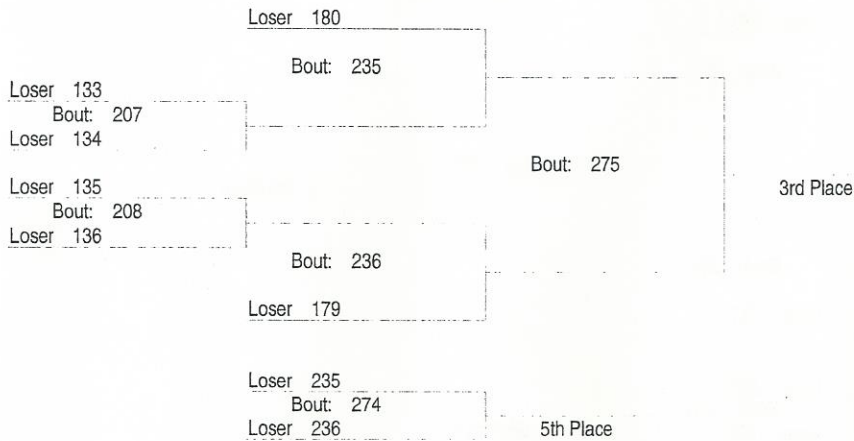 Loser 180
Bout: 235
Loser 133
Bout: 207
Loser 134
Bout: 275
Loser 135
3rd Place
Bout: 208
Loser 136
Bout: 236
Loser 179
Loser 235
Bout: 274
Loser 236
5th Place